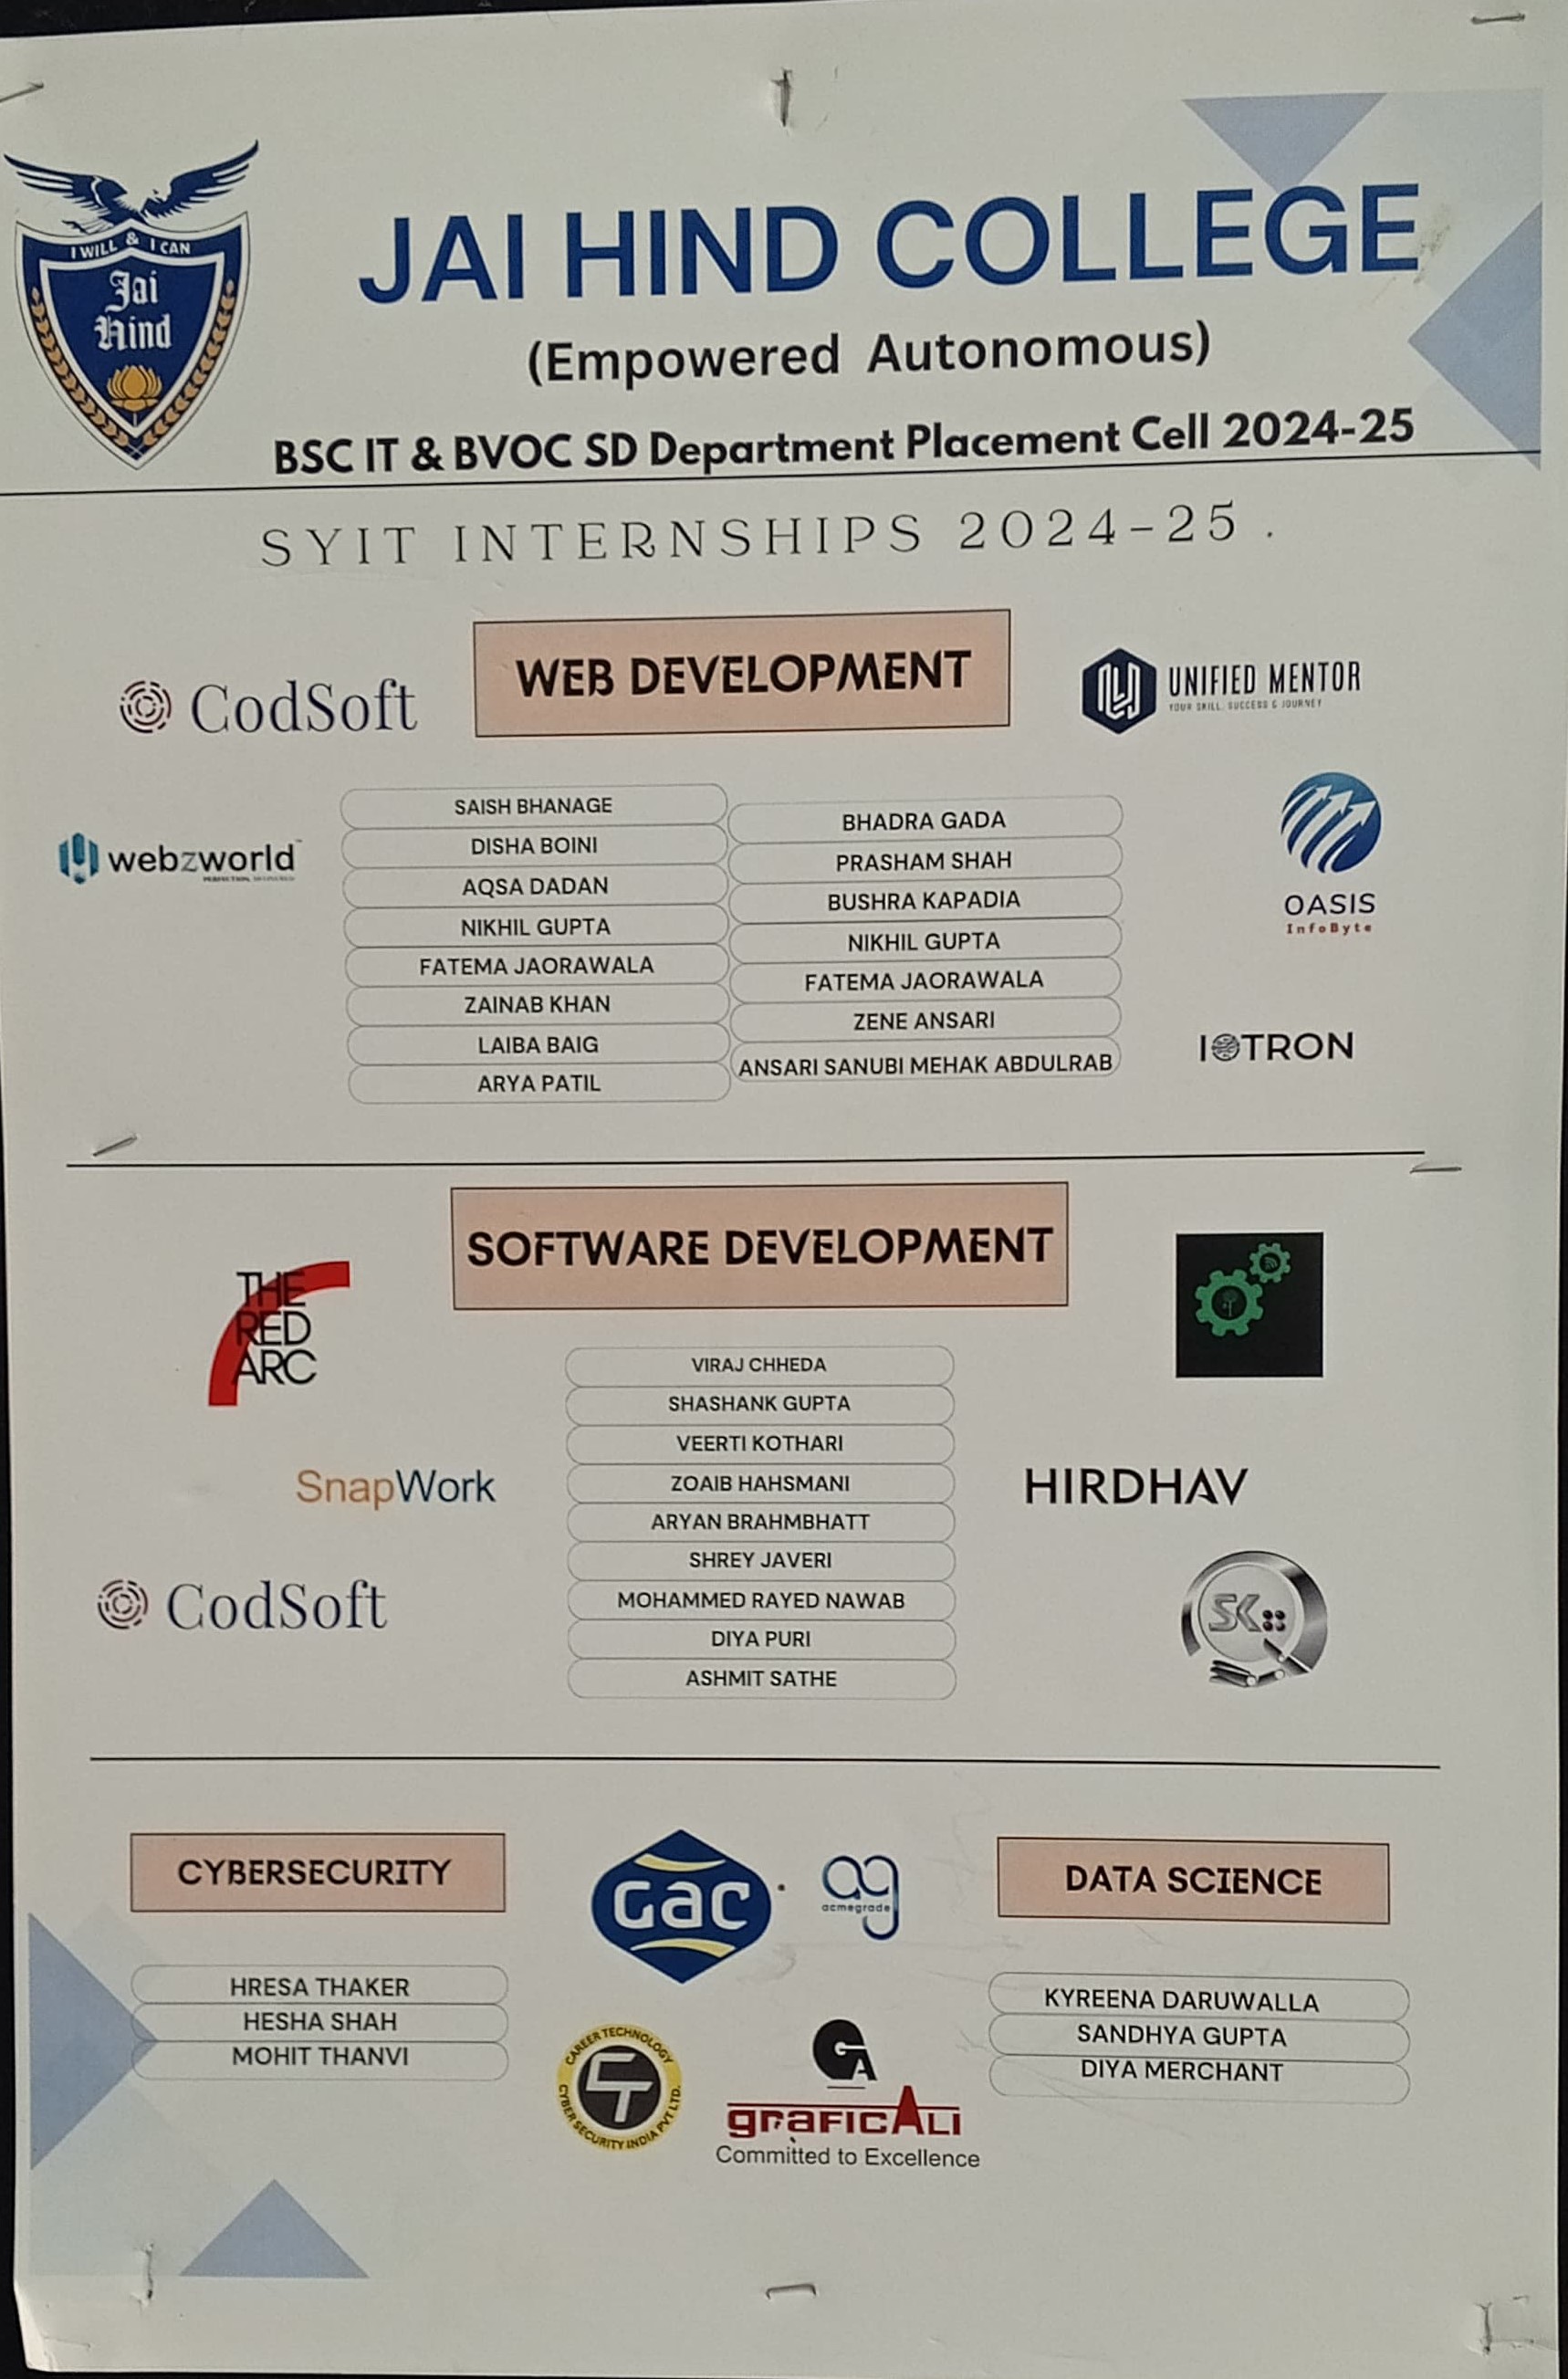 I WILL & I CAN
Jai
Hind
JAI HIND COLLEGE
(Empowered Autonomous)
BSC IT & BVOC SD Department Placement Cell 2024-25
SYIT INTERNSHIPS 2024-25 .
CodSoft
WEB DEVELOPMENT
UNIFIED MENTOR
YOUR SKILL, SUCCESS & JOURNEY
webzworld
SAISH BHANAGE
DISHA BOINI
AQSA DADAN
NIKHIL GUPTA
FATEMA JAORAWALA
ZAINAB KHAN
LAIBA BAIG
ARYA PATIL
BHADRA GADA
PRASHAM SHAH
BUSHRA KAPADIA
NIKHIL GUPTA
FATEMA JAORAWALA
ZENE ANSARI
ANSARI SANUBI MEHAK ABDULRAB
OASIS
InfoByte
IOTRON
SOFTWARE DEVELOPMENT
THE
RED
ARC
SnapWork
CodSoft
VIRAJ CHHEDA
SHASHANK GUPTA
VEERTI KOTHARI
ZOAIB HAHSMANI
ARYAN BRAHMBHATT
SHREY JAVERI
MOHAMMED RAYED NAWAB
DIYA PURI
ASHMIT SATHE
HIRDHAV
SK
CYBERSECURITY
HRESA THAKER
HESHA SHAH
MOHIT THANVI
GAC
ag
acmegrade
CAREER TECHNOLOGY
CT
CYBER SECURITY INDIA PVT LTD.
GA
graficALI
Committed to Excellence
DATA SCIENCE
KYREENA DARUWALLA
SANDHYA GUPTA
DIYA MERCHANT